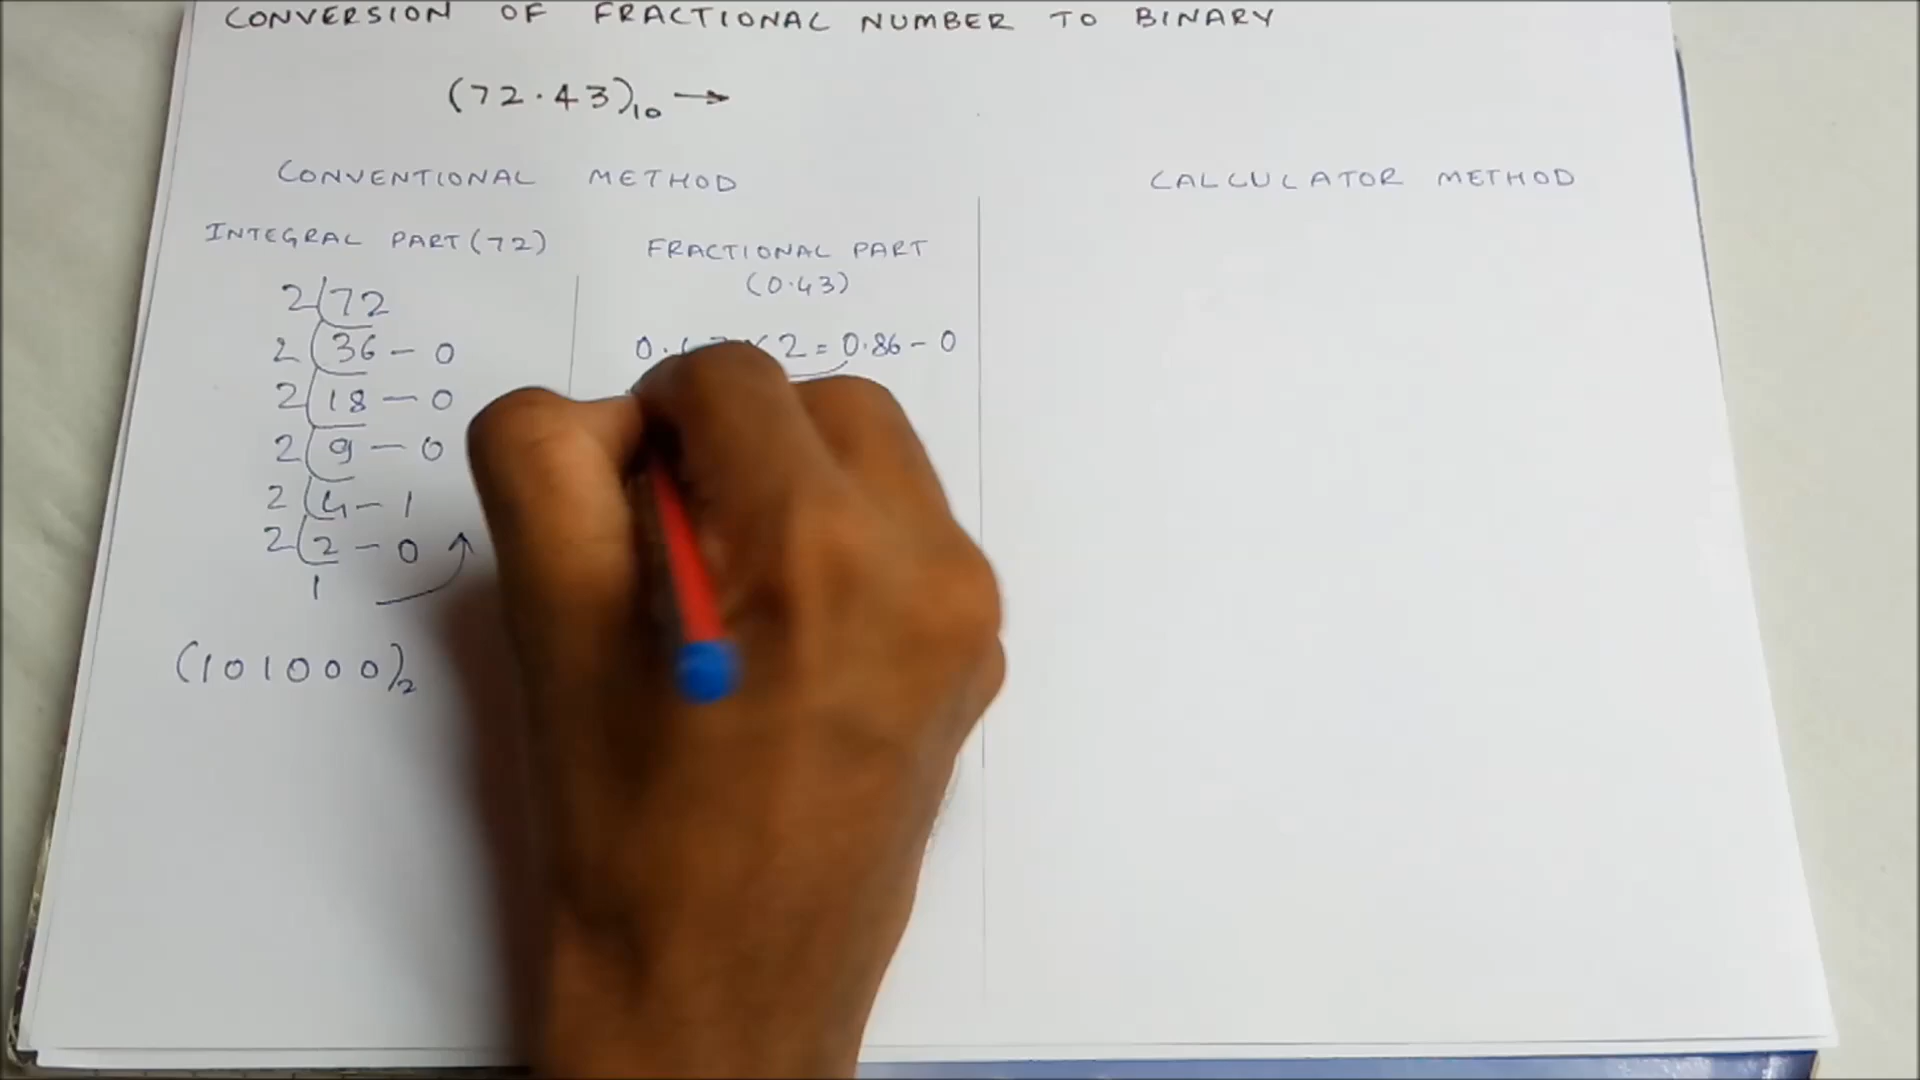 CONVERSION OF FRACTIONAL NUMBER TO BINARY
(72.43)10 →
CONVENTIONAL METHOD
INTEGRAL PART (72)
2 72
2 36 - 0
2 18 - 0
2 9 - 0
2 4 - 1
2 2 - 0
1
(101000)2
FRACTIONAL PART
(0.43)
2 = 0.86 - 0
CALCULATOR METHOD